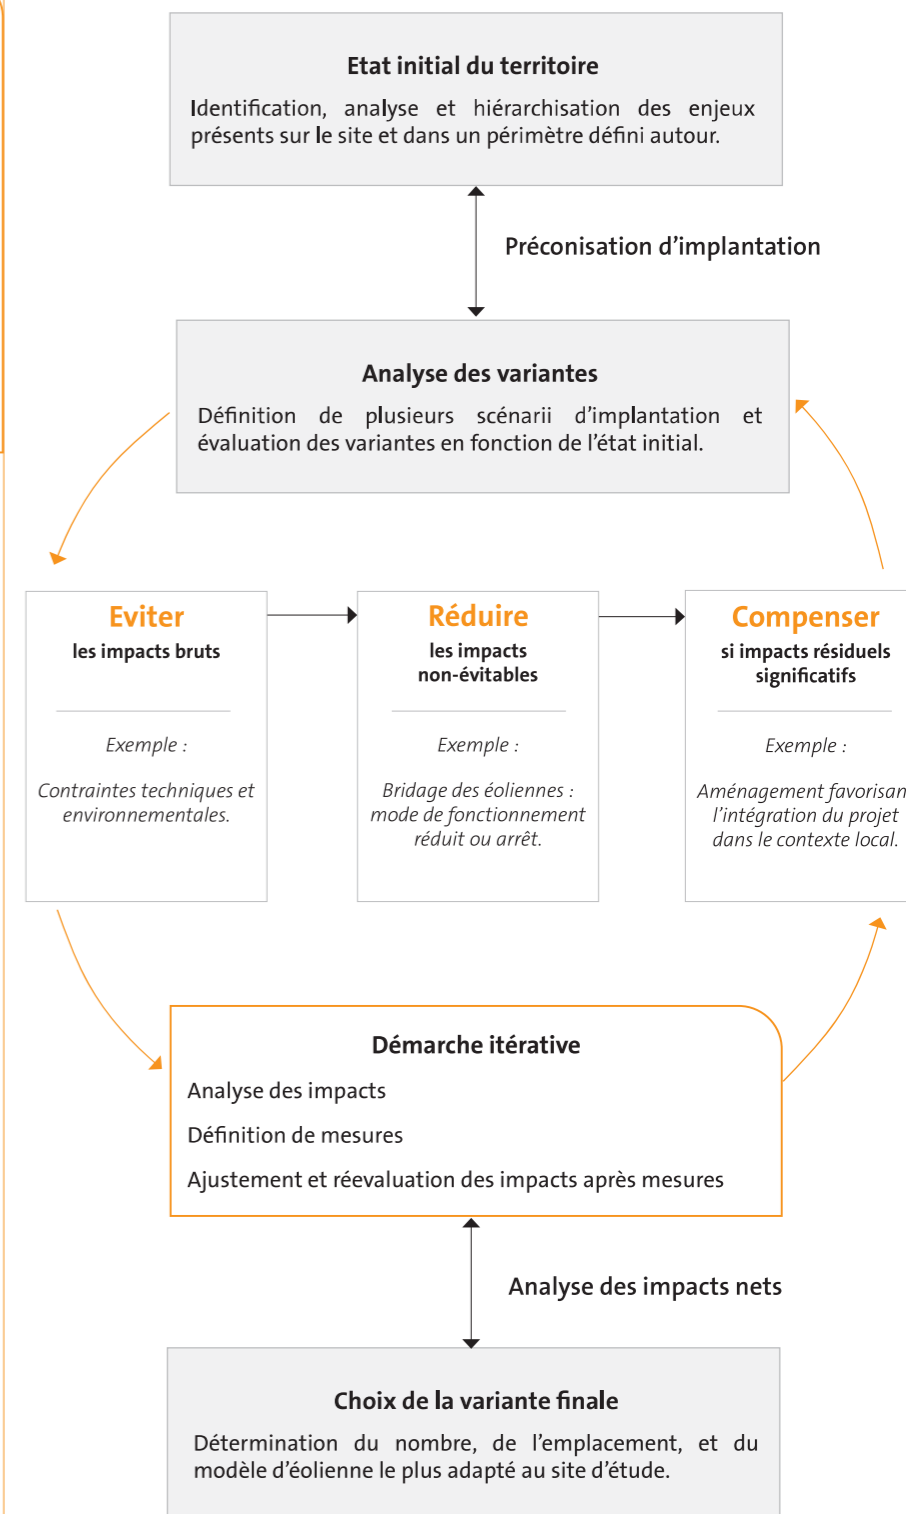 Etat initial du territoire
Identification, analyse et hiérarchisation des enjeux
présents sur le site et dans un périmètre défini autour.
Préconisation d'implantation
Analyse des variantes
Définition de plusieurs scénarii d'implantation et
évaluation des variantes en fonction de l'état initial.
Eviter
les impacts bruts
Exemple :
Contraintes techniques et
environnementales.
Réduire
les impacts
non-évitables
Exemple :
Bridage des éoliennes :
mode de fonctionnement
réduit ou arrêt.
Compenser
si impacts résiduels
significatifs
Exemple :
Aménagement favorisan
l'intégration du projet
dans le contexte local.
Démarche itérative
Analyse des impacts
Définition de mesures
Ajustement et réevaluation des impacts après mesures
Analyse des impacts nets
Choix de la variante finale
Détermination du nombre, de l'emplacement, et du
modèle d'éolienne le plus adapté au site d'étude.